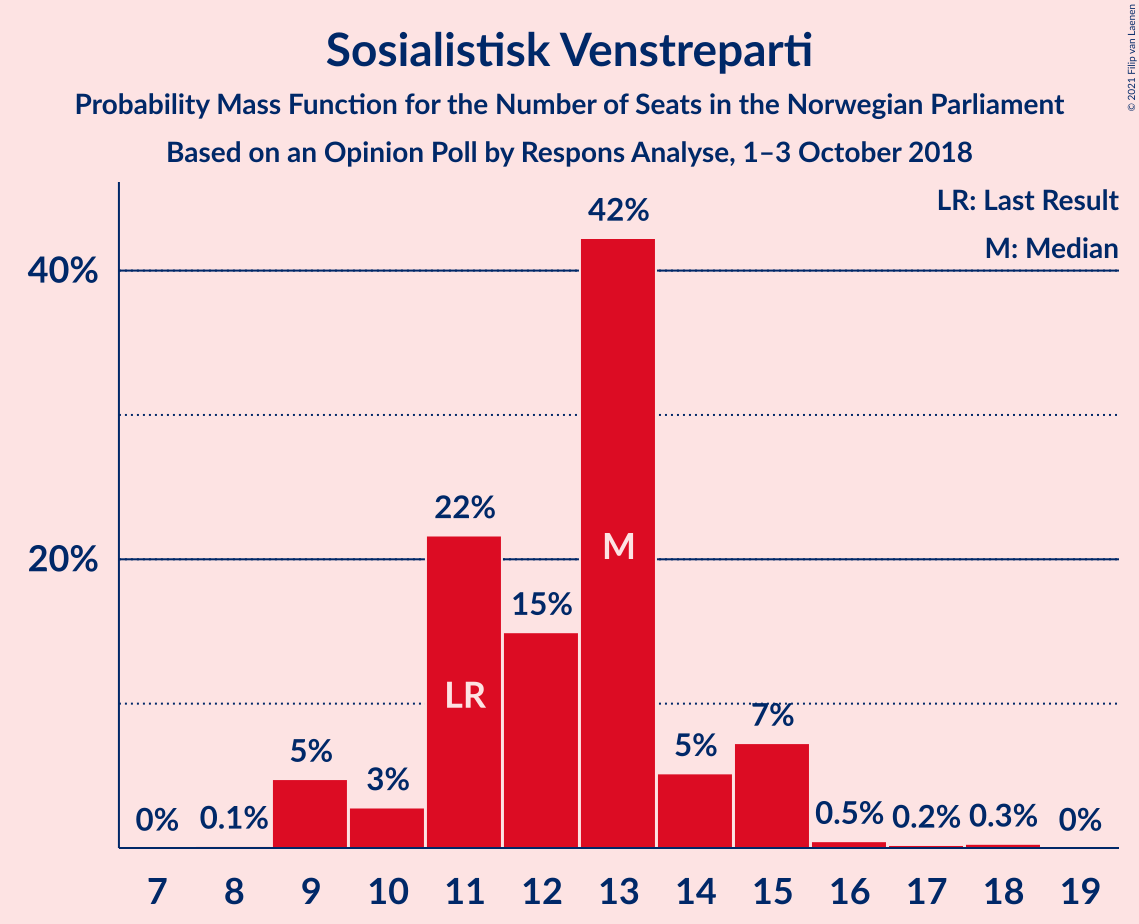 Sosialistisk Venstreparti
Probability Mass Function for the Number of Seats in the Norwegian Parliament
Based on an Opinion Poll by Respons Analyse, 1–3 October 2018
© 2021 Filip van Laenen
LR: Last Result
M: Median
40%
20%
0%
0.1%
5%
3%
22%
15%
42%
5%
7%
0.5%
0.2%
0.3%
0%
LR
M
7 8 9 10 11 12 13 14 15 16 17 18 19